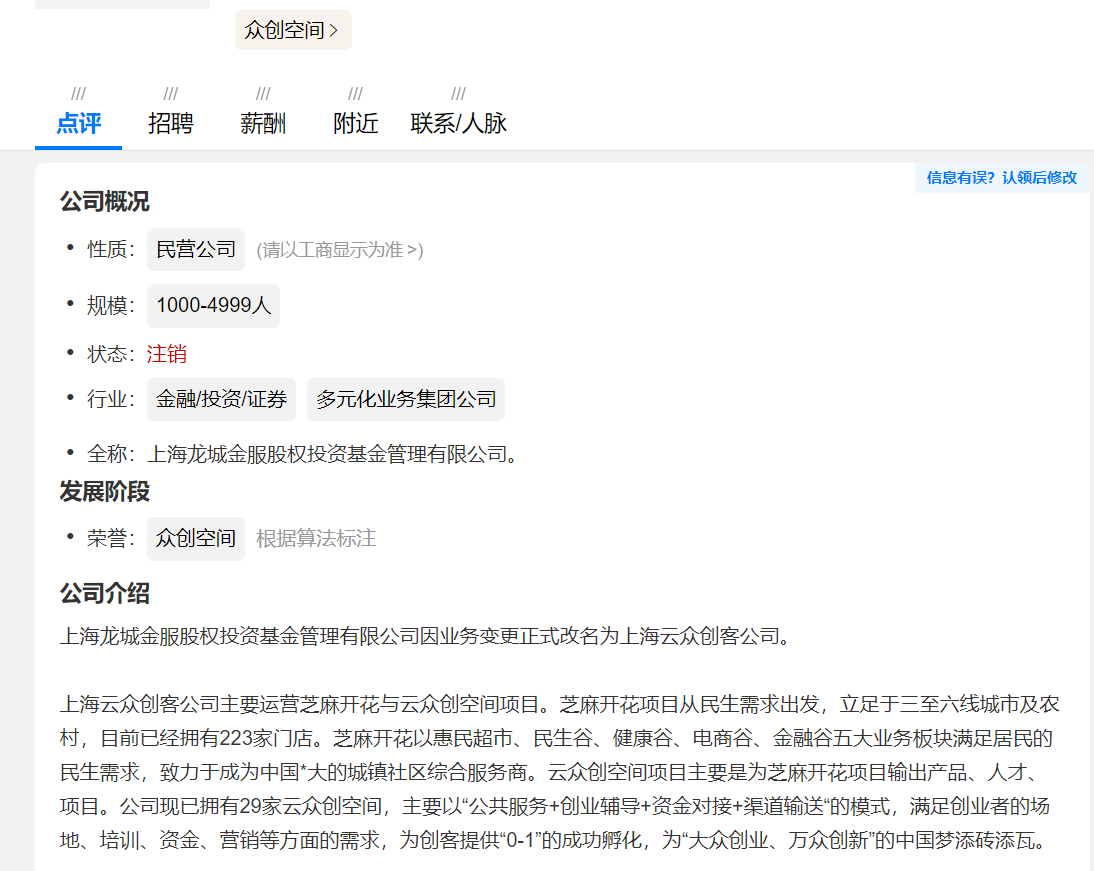 众创空间>
/// /// /// /// ///
点评 招聘 薪酬 附近 联系/人脉
信息有误？认领后修改
公司概况
• 性质： 民营公司 (请以工商显示为准 >)
• 规模： 1000-4999人
• 状态：注销
• 行业： 金融/投资/证券 多元化业务集团公司
• 全称：上海龙城金服股权投资基金管理有限公司。
发展阶段
• 荣誉： 众创空间 根据算法标注
公司介绍
上海龙城金服股权投资基金管理有限公司因业务变更正式改名为上海云众创客公司。
上海云众创客公司主要运营芝麻开花与云众创空间项目。芝麻开花项目从民生需求出发，立足于三至六线城市及农
村，目前已经拥有223家门店。芝麻开花以惠民超市、民生谷、健康谷、电商谷、金融谷五大业务板块满足居民的
民生需求，致力于成为中国*大的城镇社区综合服务商。云众创空间项目主要是为芝麻开花项目输出产品、人才、
项目。公司现已拥有29家云众创空间，主要以“公共服务+创业辅导+资金对接+渠道输送“的模式，满足创业者的场
地、培训、资金、营销等方面的需求，为创客提供“0-1”的成功孵化，为“大众创业、万众创新”的中国梦添砖添瓦。